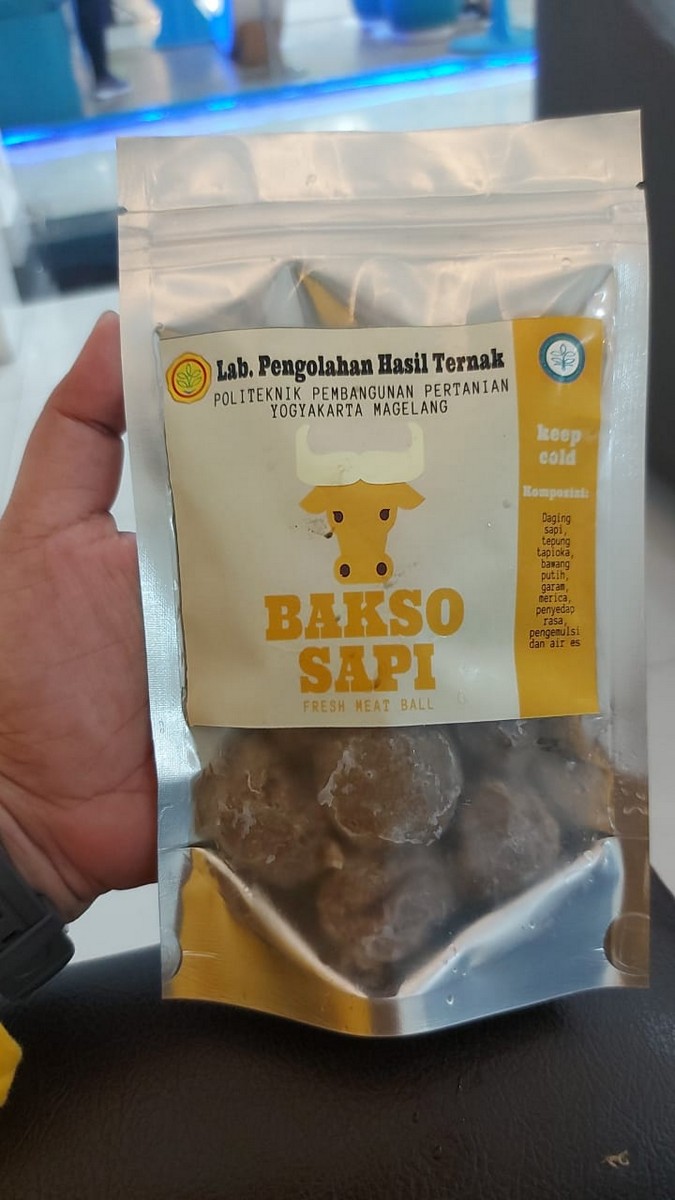 Lab. Pengolahan Hasil Ternak
POLITEKNIK PEMBANGUNAN PERTANIAN
YOGYAKARTA MAGELANG
BAKSO
SAPI
FRESH MEAT BALL
keep
cold
Komposisi:
Daging
sapi,
tepung
tapioka,
bawang
putih,
garam,
merica,
penyedap
rasa,
pengemulsi
dan air es